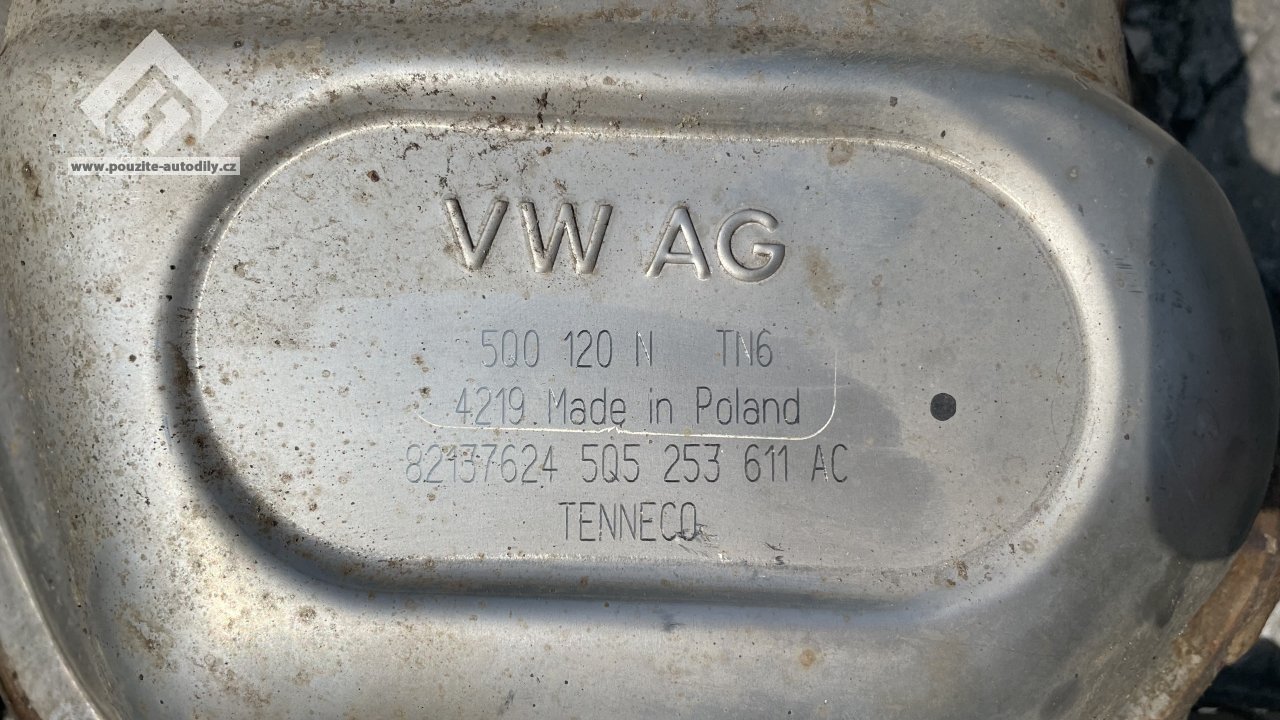 www.pouzite-autodily.cz
VW AG
5Q0 120 N TN6
4219 Made in Poland
82137624 5Q5 253 611 AC
TENNECO